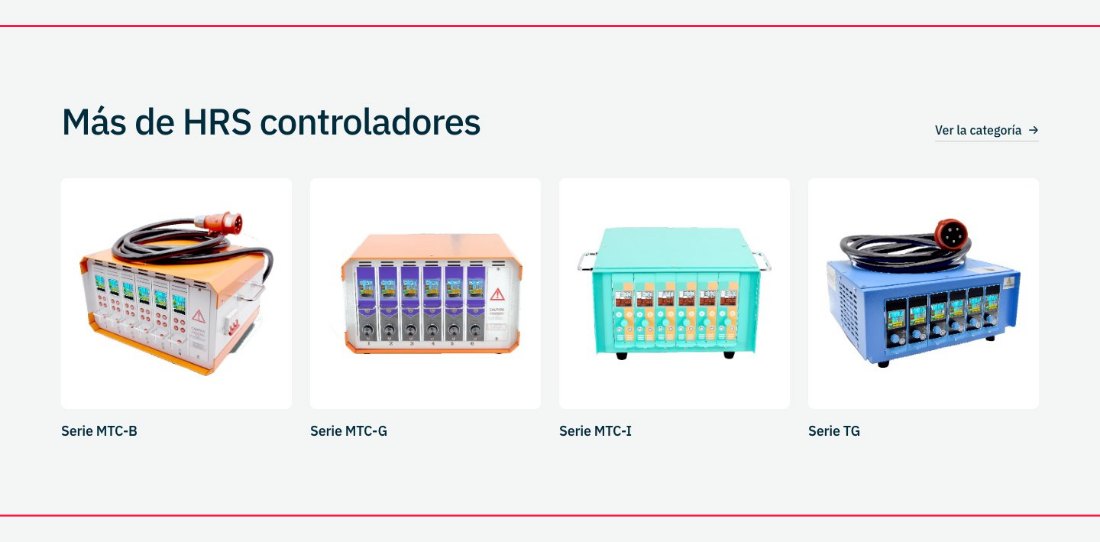 Más de HRS controladores
Ver la categoría →
Serie MTC-B
Serie MTC-G
Serie MTC-I
Serie TG